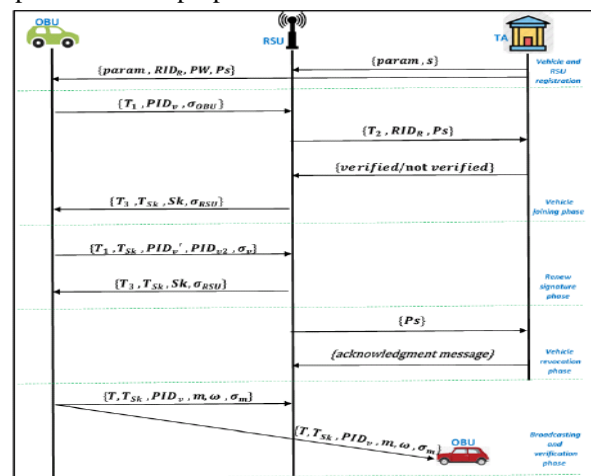 OBU
RSU
TA
{param, s}
{param, RID_R, PW, Ps}
Vehicle and
RSU
registration
{T_1, PID_v, σ_OBU}
{T_2, RID_R, Ps}
{verified/not verified}
{T_3, T_Sk, Sk, σ_RSU}
Vehicle
joining phase
{T_1, T_Sk, PID_v', PID_v2, σ_v}
{T_3, T_Sk, Sk, σ_RSU}
Renew
signature
phase
{Ps}
(acknowledgment message)
Vehicle
revocation
phase
{T, T_Sk, PID_v, m, ω, σ_m}
{T, T_Sk, PID_v, m, ω, σ_m}
OBU
Broadcasting
and
verification
phase